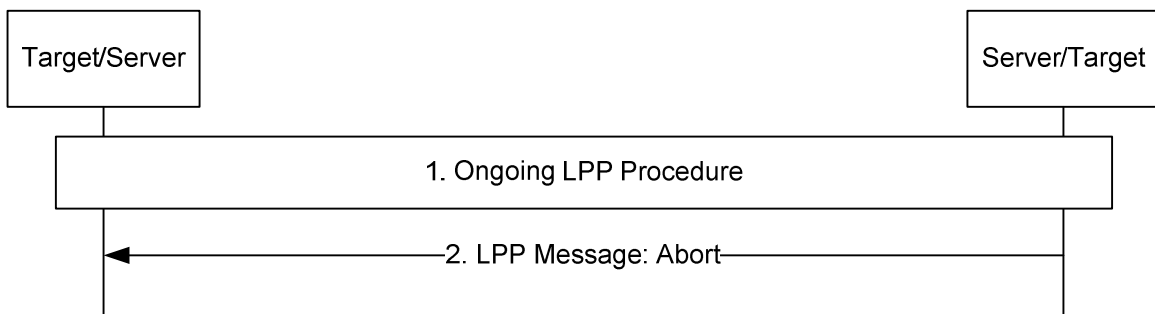 Target/Server
Server/Target
1. Ongoing LPP Procedure
2. LPP Message: Abort